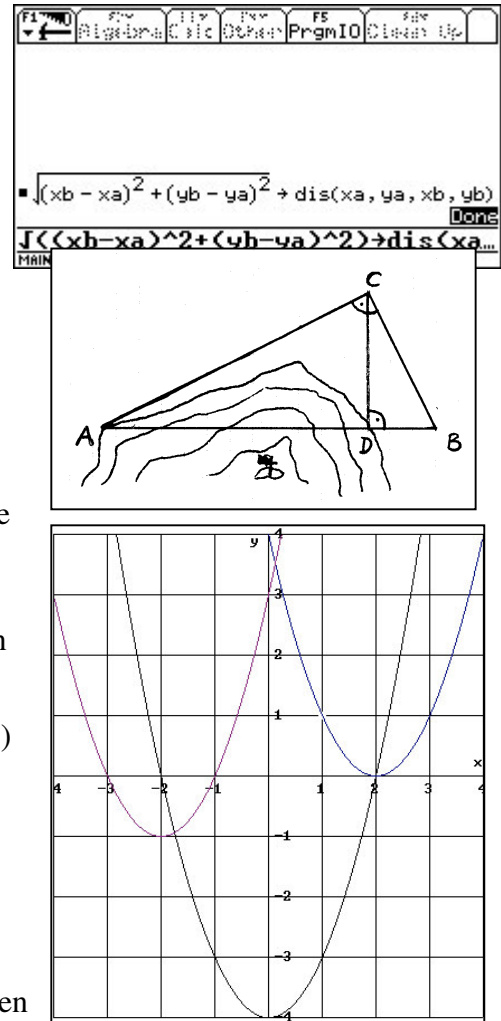 F1 Algebra Calc Other F5 PrgmIO Clean Up
√(xb - xa)² + (yb - ya)² → dis(xa, ya, xb, yb)
Done
√((xb-xa)^2+(yb-ya)^2)→dis(xa…
MAIN
C
A
D
B
e
n
)
en
y
4
3
2
1
x
4
-3
-2
-1
1
2
3
4
-1
-2
-3
-4